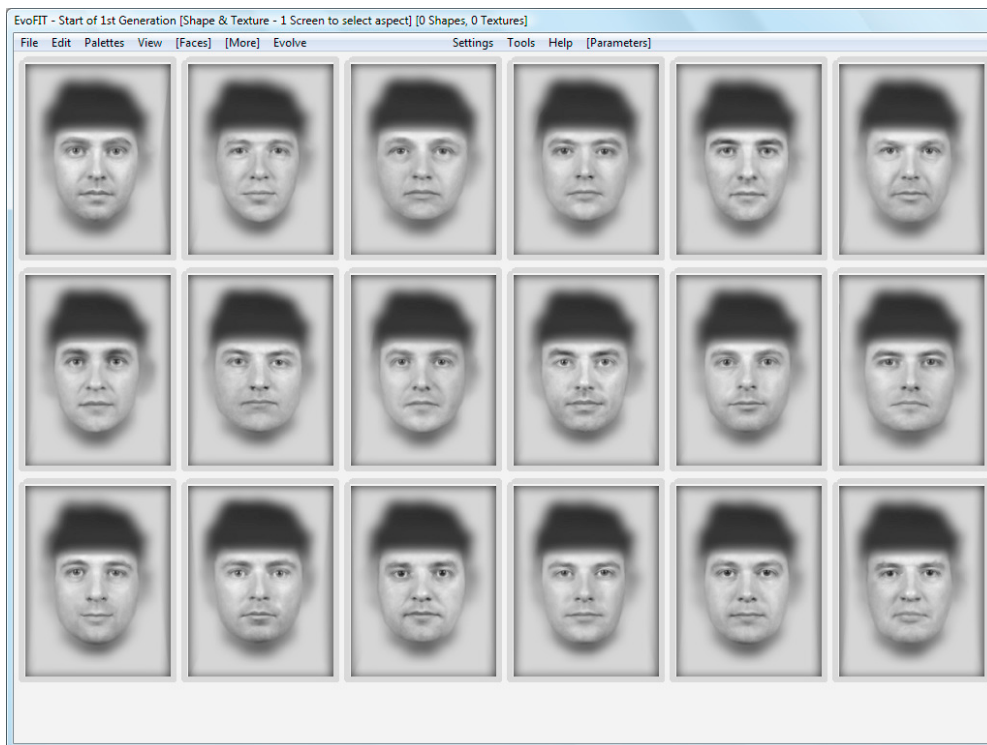 EvoFIT - Start of 1st Generation [Shape & Texture - 1 Screen to select aspect] [0 Shapes, 0 Textures]
File Edit Palettes View [Faces] [More] Evolve Settings Tools Help [Parameters]